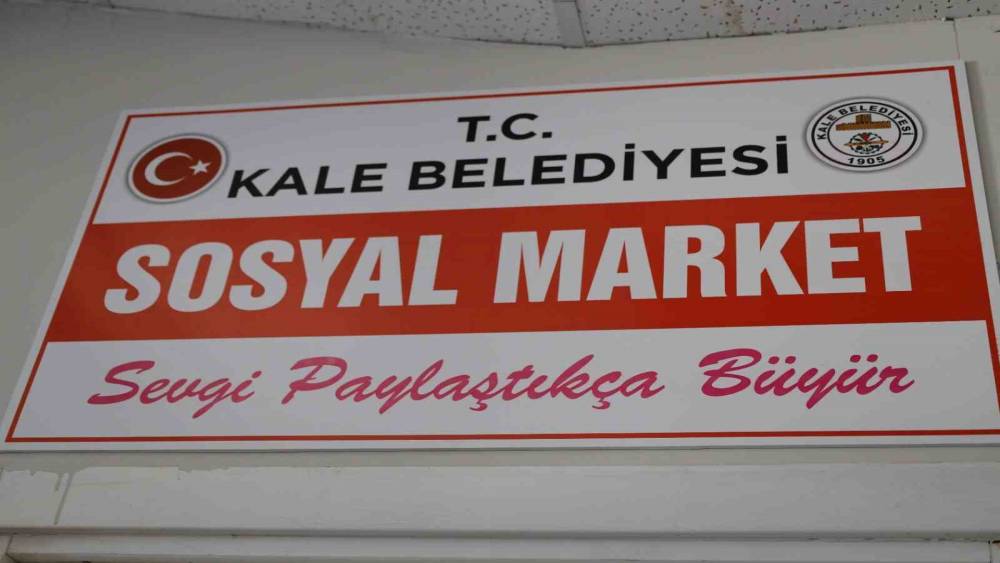 T.C.
KALE BELEDİYESİ
KALE BELEDİYESİ
1905
SOSYAL MARKET
Sevgi Paylaştıkça Büyür